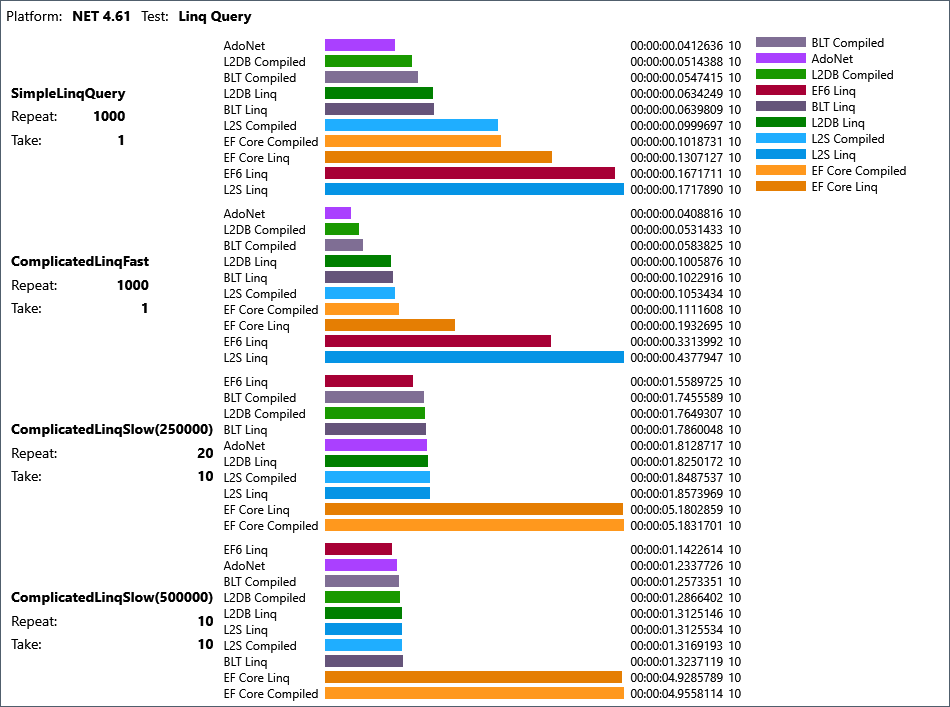 Platform: NET 4.61 Test: Linq Query
SimpleLinqQuery
Repeat: 1000
Take: 1
AdoNet 00:00:00.0412636 10
L2DB Compiled 00:00:00.0514388 10
BLT Compiled 00:00:00.0547415 10
L2DB Linq 00:00:00.0634249 10
BLT Linq 00:00:00.0639809 10
L2S Compiled 00:00:00.0999697 10
EF Core Compiled 00:00:00.1018731 10
EF Core Linq 00:00:00.1307127 10
EF6 Linq 00:00:00.1671711 10
L2S Linq 00:00:00.1717890 10
ComplicatedLinqFast
Repeat: 1000
Take: 1
AdoNet 00:00:00.0408816 10
L2DB Compiled 00:00:00.0531433 10
BLT Compiled 00:00:00.0583825 10
L2DB Linq 00:00:00.1005876 10
BLT Linq 00:00:00.1022916 10
L2S Compiled 00:00:00.1053434 10
EF Core Compiled 00:00:00.1111608 10
EF Core Linq 00:00:00.1932695 10
EF6 Linq 00:00:00.3313992 10
L2S Linq 00:00:00.4377947 10
ComplicatedLinqSlow(250000)
Repeat: 20
Take: 10
EF6 Linq 00:00:01.5589725 10
BLT Compiled 00:00:01.7455589 10
L2DB Compiled 00:00:01.7649307 10
BLT Linq 00:00:01.7860048 10
AdoNet 00:00:01.8128717 10
L2DB Linq 00:00:01.8250172 10
L2S Compiled 00:00:01.8487537 10
L2S Linq 00:00:01.8573969 10
EF Core Linq 00:00:05.1802859 10
EF Core Compiled 00:00:05.1831701 10
ComplicatedLinqSlow(500000)
Repeat: 10
Take: 10
EF6 Linq 00:00:01.1422614 10
AdoNet 00:00:01.2337726 10
BLT Compiled 00:00:01.2573351 10
L2DB Compiled 00:00:01.2866402 10
L2DB Linq 00:00:01.3125146 10
L2S Linq 00:00:01.3125534 10
L2S Compiled 00:00:01.3169193 10
BLT Linq 00:00:01.3237119 10
EF Core Linq 00:00:04.9285789 10
EF Core Compiled 00:00:04.9558114 10
BLT Compiled
AdoNet
L2DB Compiled
EF6 Linq
BLT Linq
L2DB Linq
L2S Compiled
L2S Linq
EF Core Compiled
EF Core Linq